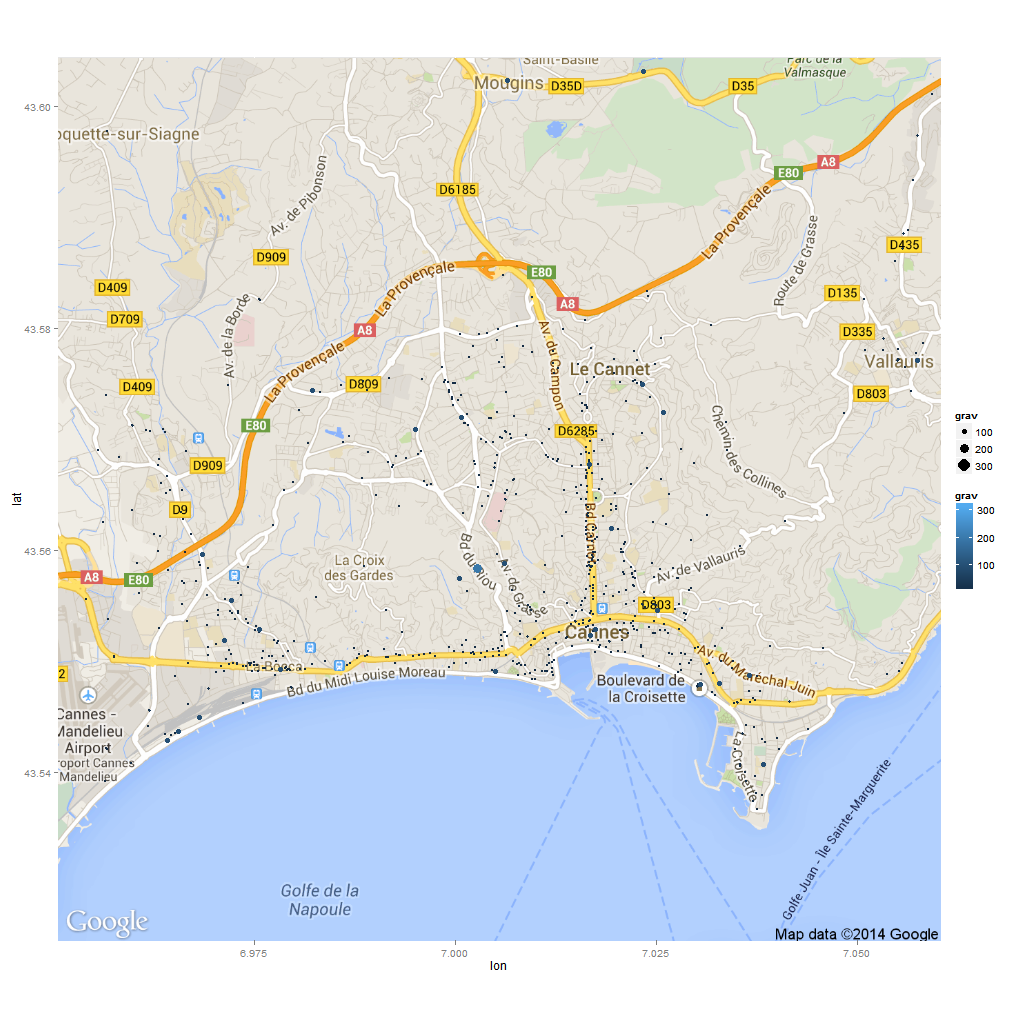 Saint-Basile
Mougins
D35D
D35
Parc de la
Valmasque
43.60
oquette-sur-Siagne
A8
E80
D6185
Av. de Pibonson
La Provençale
Route de Grasse
D435
D909
La Provençale
E80
D409
A8
D135
D709
Av. de la Borde
43.58
A8
Av. du Campon
D335
La Provençale
Le Cannet
Vallauris
D409
D809
D803
E80
D6285
Chemin des Collines
D909
D9
Bd Carnot
lat
grav
100
200
300
grav
300
200
100
43.56
La Croix
des Gardes
Bd du Riou
Av. de Grasse
Av. de Vallauris
A8
E80
D803
Cannes
La Bocca
2
Bd du Midi Louise Moreau
Boulevard de
la Croisette
Av. du Maréchal Juin
Cannes -
Mandelieu
Airport
roport Cannes
Mandelieu
La Croisette
43.54
Golfe Juan - Île Sainte-Marguerite
Golfe de la
Napoule
Google
Map data ©2014 Google
6.975
7.000
7.025
7.050
lon